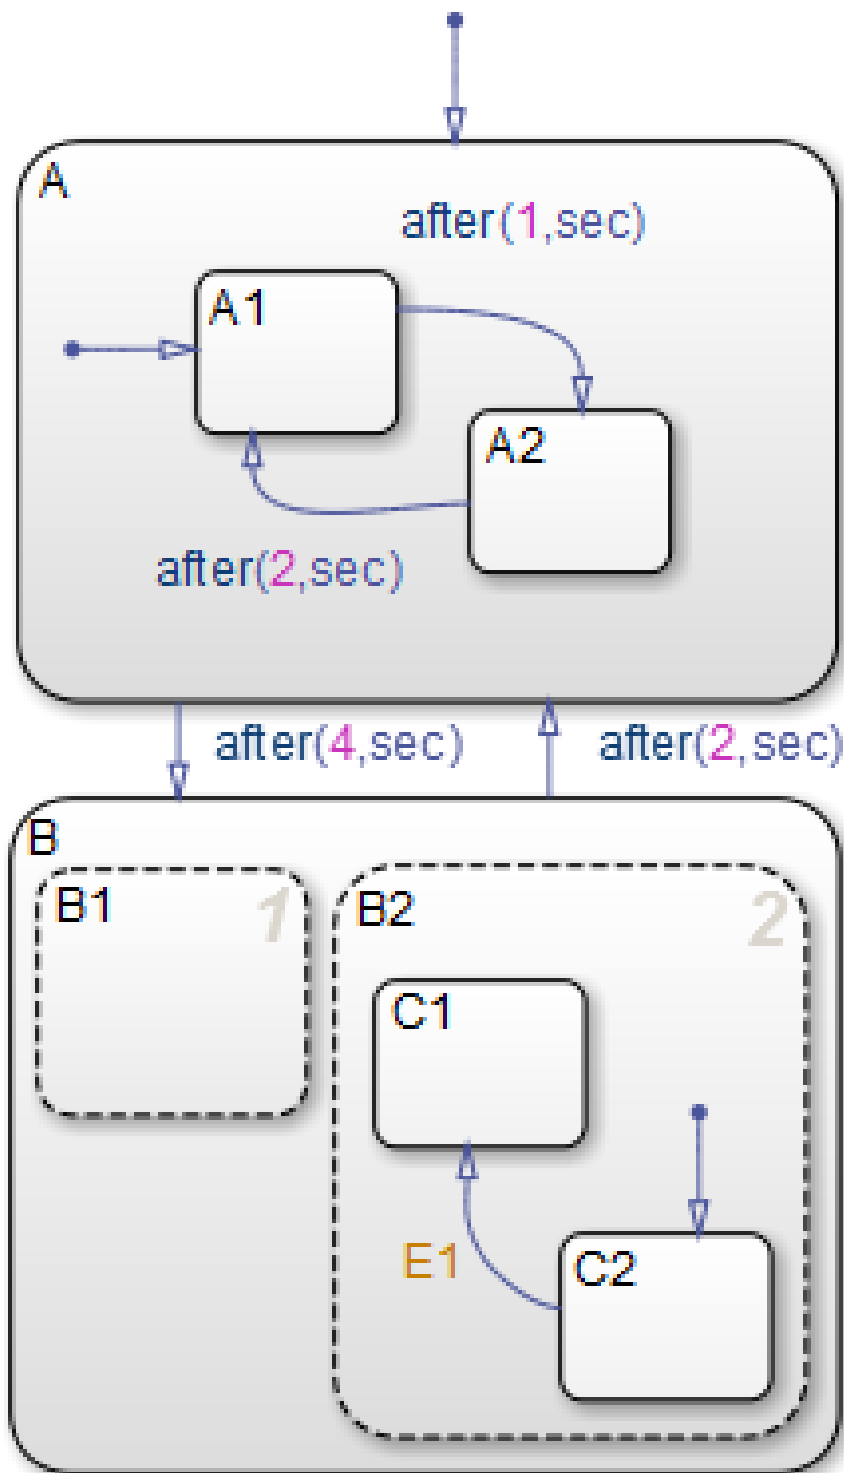 A
after(1,sec)
A1
A2
after(2,sec)
after(4,sec)
after(2,sec)
B
B1
1
B2
2
C1
E1
C2